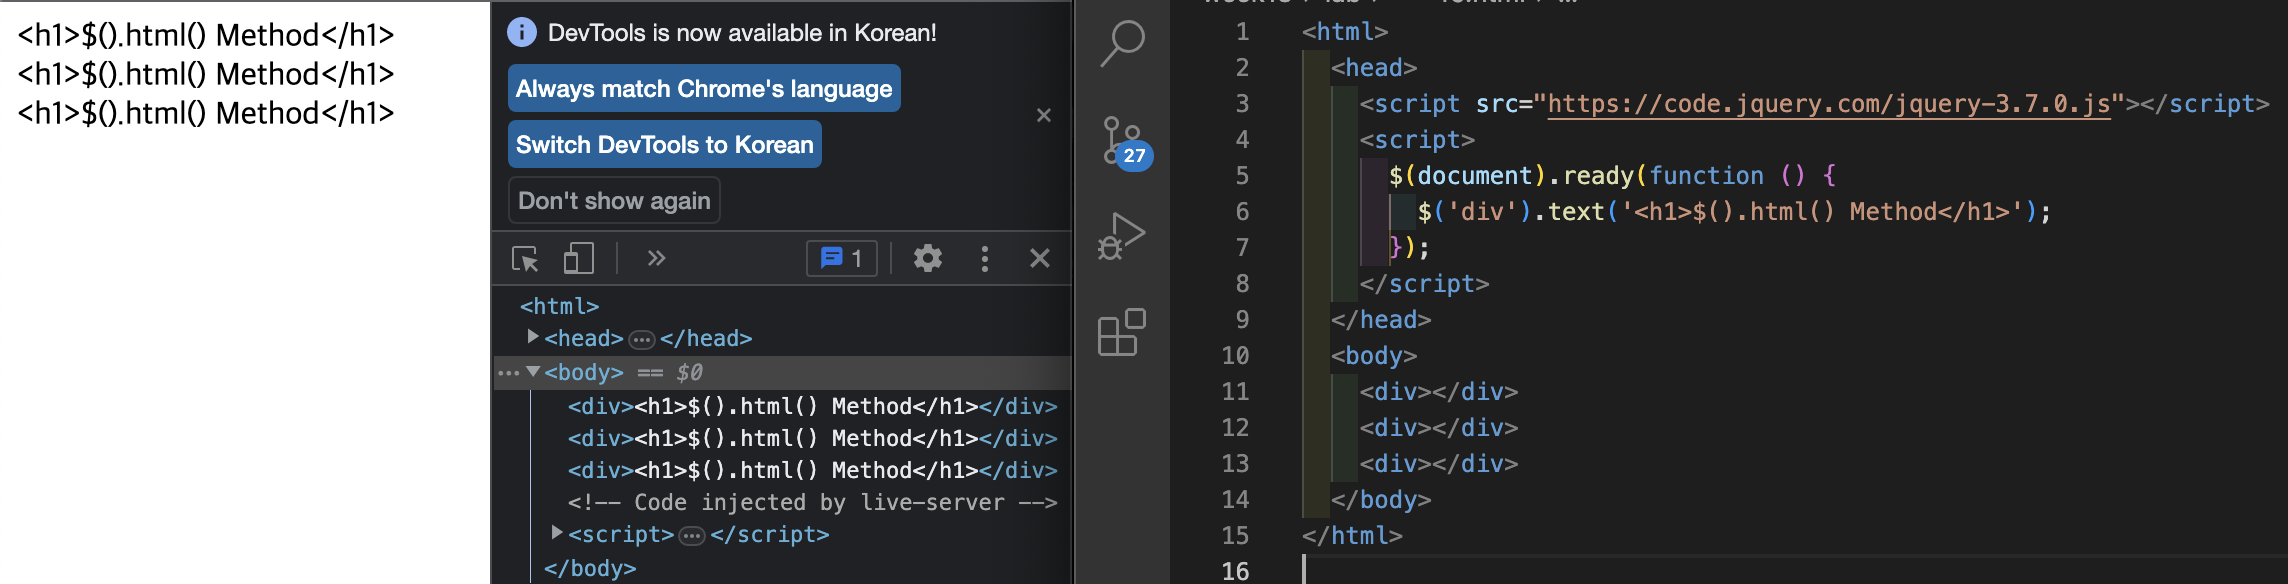 <h1>$().html() Method</h1>
<h1>$().html() Method</h1>
<h1>$().html() Method</h1>
DevTools is now available in Korean!
Always match Chrome's language
Switch DevTools to Korean
Don't show again
1
<html>
<head> … </head>
<body> == $0
<div><h1>$().html() Method</h1></div>
<div><h1>$().html() Method</h1></div>
<div><h1>$().html() Method</h1></div>
<!-- Code injected by live-server -->
<script> … </script>
</body>
27
1 <html>
2 <head>
3 <script src="https://code.jquery.com/jquery-3.7.0.js"></script>
4 <script>
5 $(document).ready(function () {
6 $('div').text('<h1>$().html() Method</h1>');
7 });
8 </script>
9 </head>
10 <body>
11 <div></div>
12 <div></div>
13 <div></div>
14 </body>
15 </html>
16